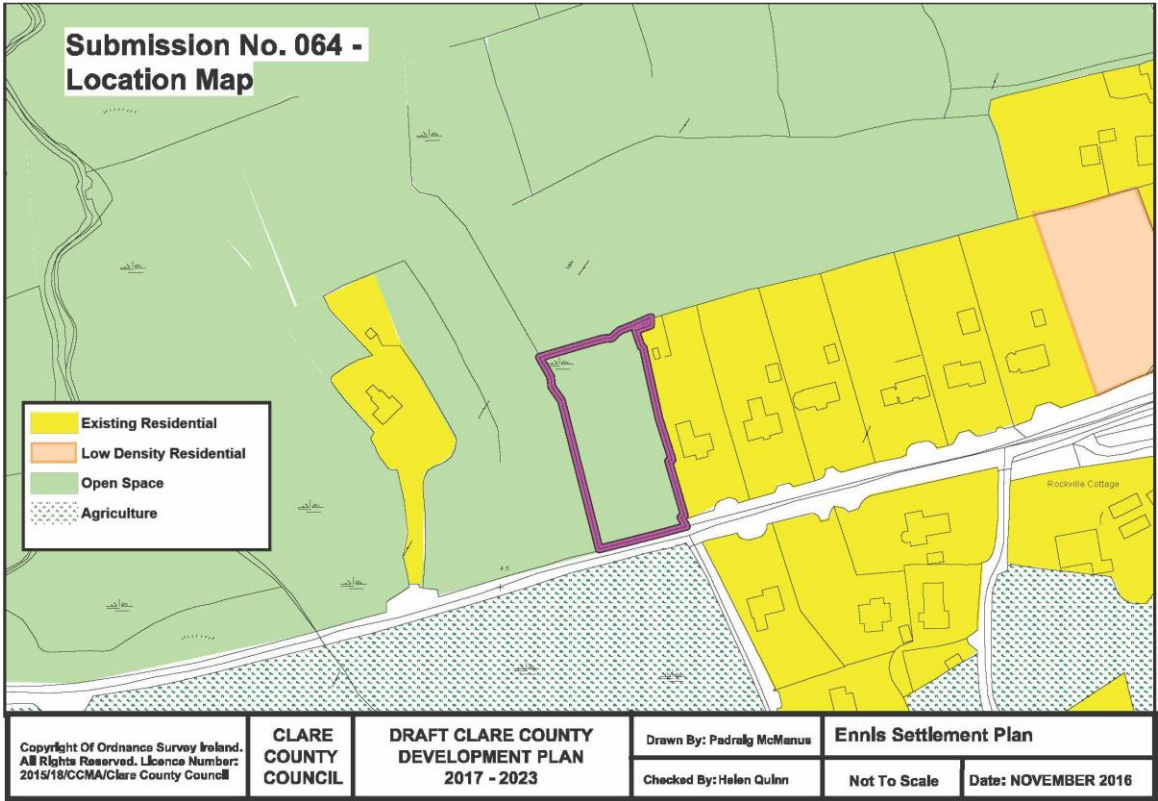 Submission No. 064 -
Location Map
Existing Residential
Low Density Residential
Open Space
Agriculture
Rockville Cottage
4.5
Copyright Of Ordnance Survey Ireland.
All Rights Reserved. Licence Number:
2015/18/CCMA/Clare County Council
CLARE
COUNTY
COUNCIL
DRAFT CLARE COUNTY
DEVELOPMENT PLAN
2017 - 2023
Drawn By: Padraig McManus
Checked By: Helen Quinn
Ennis Settlement Plan
Not To Scale
Date: NOVEMBER 2016